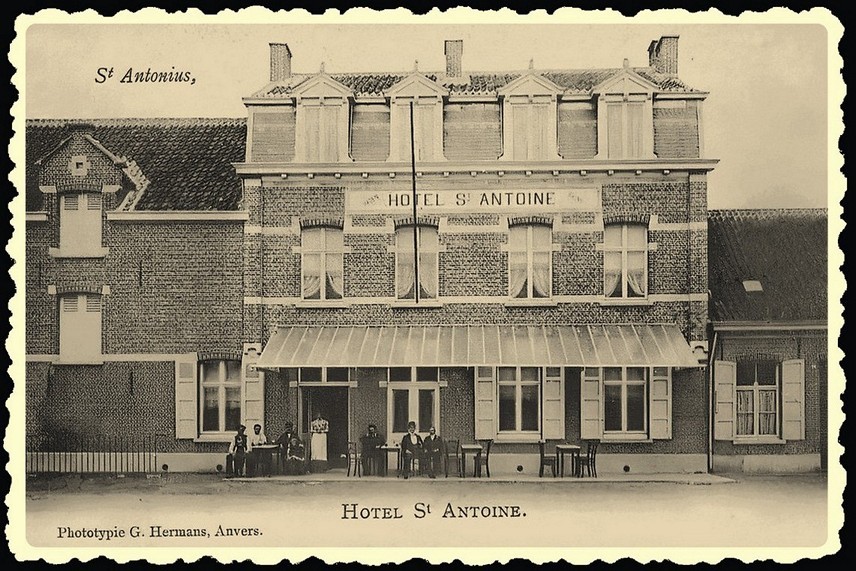 St Antonius,
HOTEL St ANTOINE
HOTEL St ANTOINE.
Phototypie G. Hermans, Anvers.